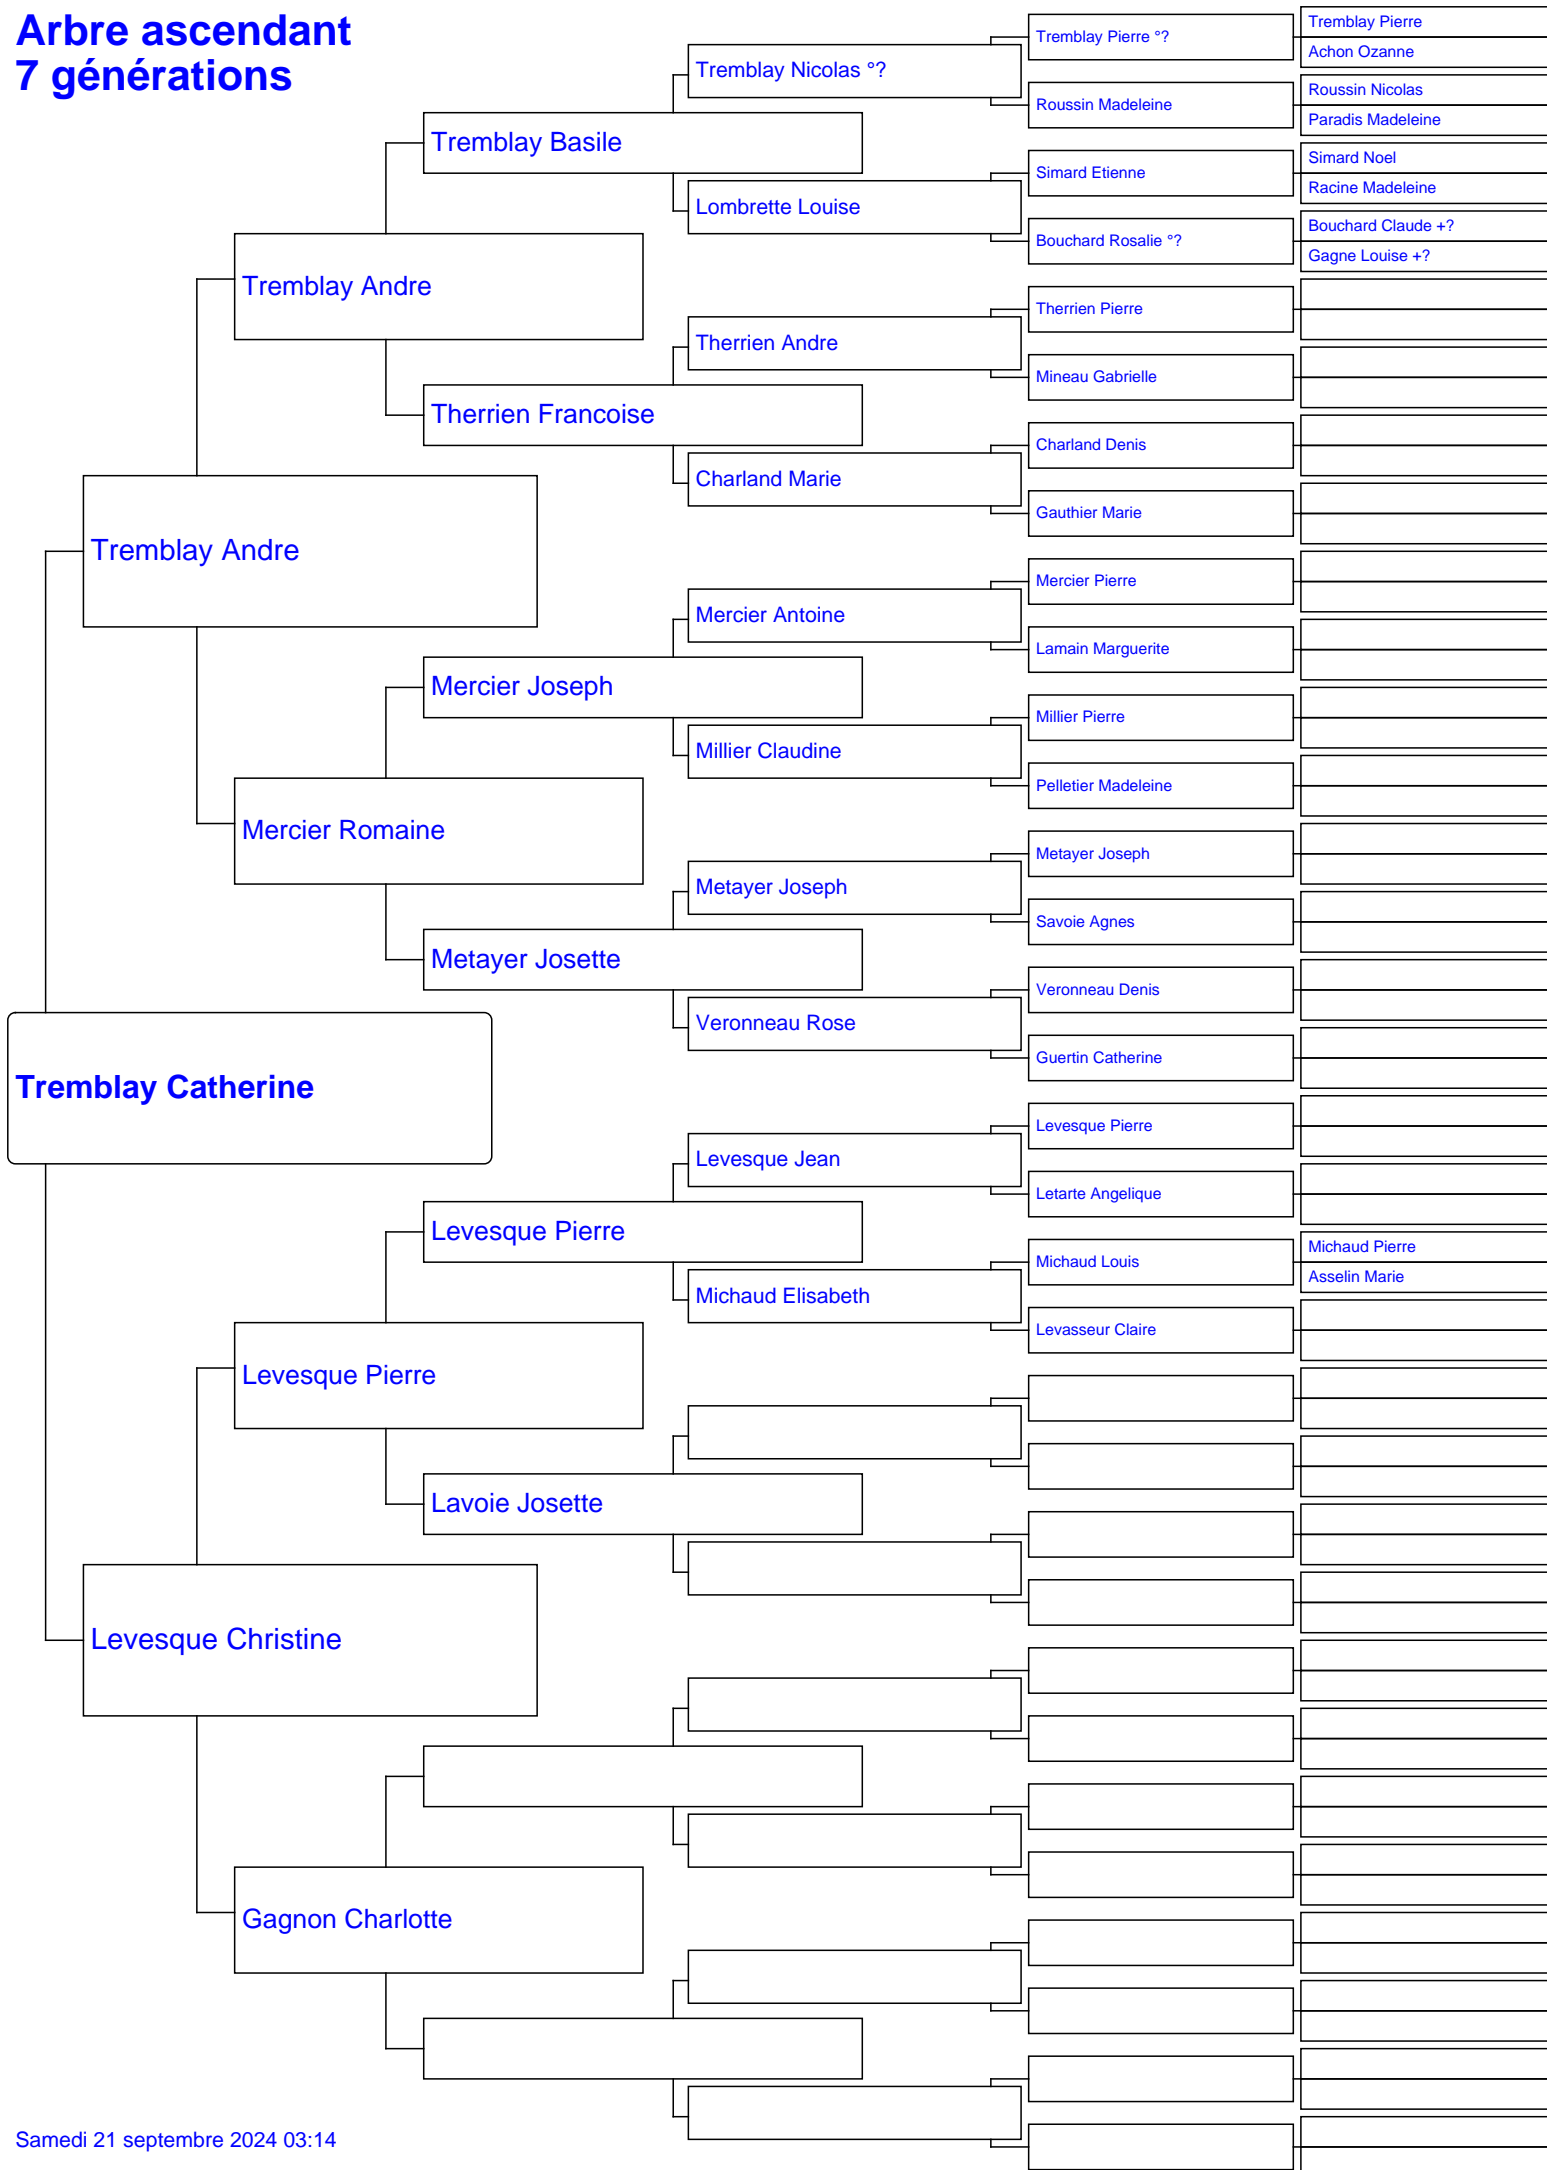 Arbre ascendant
7 générations
Tremblay Pierre
Tremblay Pierre °?
Achon Ozanne
Tremblay Nicolas °?
Roussin Nicolas
Roussin Madeleine
Paradis Madeleine
Tremblay Basile
Simard Noel
Simard Etienne
Racine Madeleine
Lombrette Louise
Bouchard Claude +?
Bouchard Rosalie °?
Gagne Louise +?
Tremblay Andre
Therrien Pierre
Therrien Andre
Mineau Gabrielle
Therrien Francoise
Charland Denis
Charland Marie
Gauthier Marie
Tremblay Andre
Mercier Pierre
Mercier Antoine
Lamain Marguerite
Mercier Joseph
Millier Pierre
Millier Claudine
Pelletier Madeleine
Mercier Romaine
Metayer Joseph
Metayer Joseph
Savoie Agnes
Metayer Josette
Veronneau Denis
Veronneau Rose
Guertin Catherine
Tremblay Catherine
Levesque Pierre
Levesque Jean
Letarte Angelique
Levesque Pierre
Michaud Pierre
Michaud Louis
Asselin Marie
Michaud Elisabeth
Levasseur Claire
Levesque Pierre
Lavoie Josette
Levesque Christine
Gagnon Charlotte
Samedi 21 septembre 2024 03:14